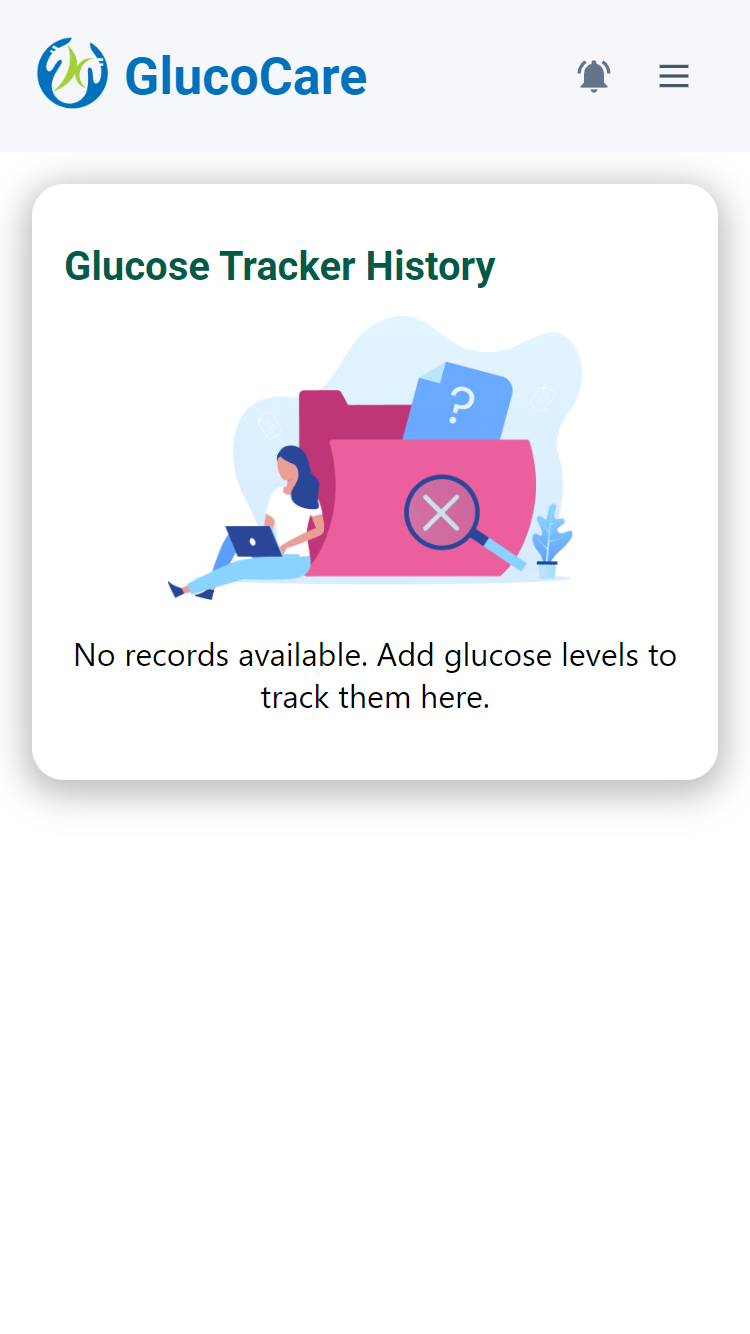 GlucoCare
Glucose Tracker History
?
No records available. Add glucose levels to
track them here.